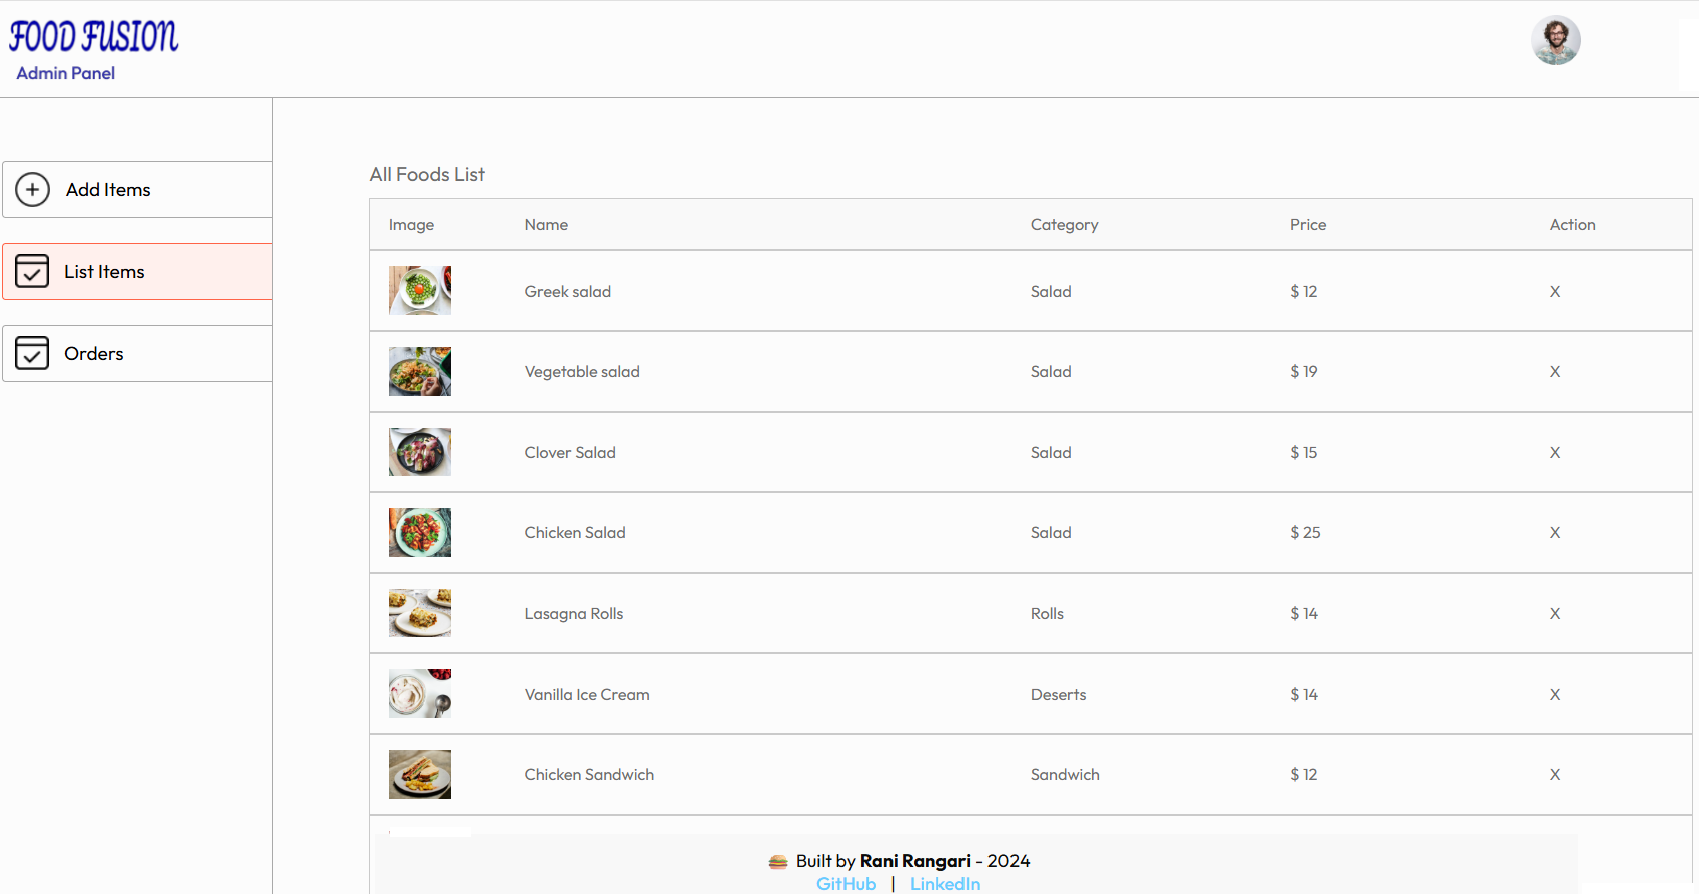 FOOD FUSION
Admin Panel
Add Items
List Items
Orders
All Foods List
Image Name Category Price Action
Greek salad Salad $ 12 X
Vegetable salad Salad $ 19 X
Clover Salad Salad $ 15 X
Chicken Salad Salad $ 25 X
Lasagna Rolls Rolls $ 14 X
Vanilla Ice Cream Deserts $ 14 X
Chicken Sandwich Sandwich $ 12 X
Built by Rani Rangari - 2024
GitHub | LinkedIn